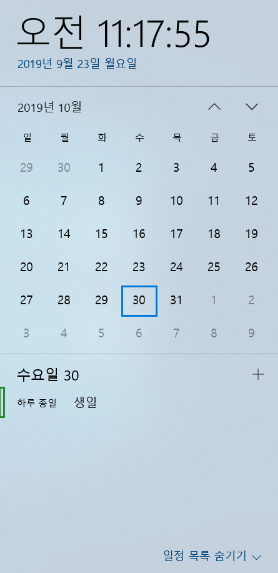 오전 11:17:55
2019년 9월 23일 월요일
2019년 10월
일 월 화 수 목 금 토
29 30 1 2 3 4 5
6 7 8 9 10 11 12
13 14 15 16 17 18 19
20 21 22 23 24 25 26
27 28 29 30 31 1 2
3 4 5 6 7 8 9
수요일 30
하루 종일 생일
일정 목록 숨기기